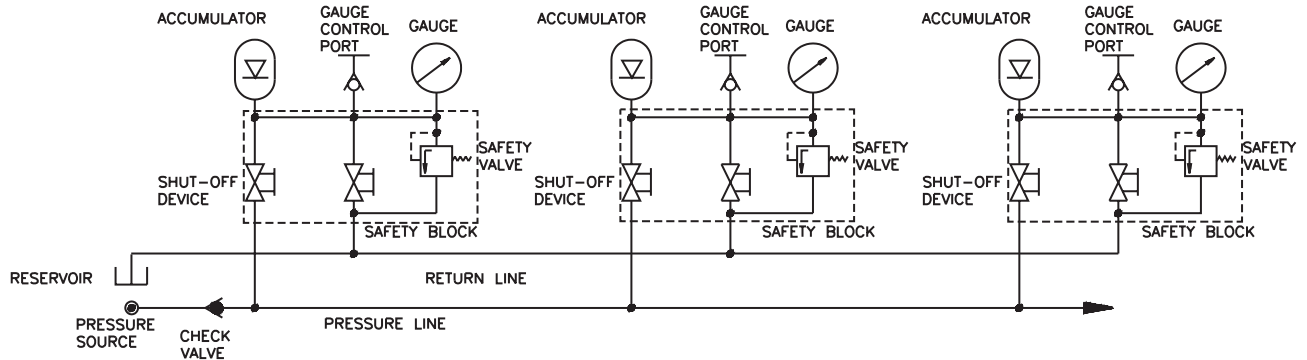 ACCUMULATOR
GAUGE
CONTROL
PORT
GAUGE
SAFETY
VALVE
SHUT-OFF
DEVICE
SAFETY BLOCK
ACCUMULATOR
GAUGE
CONTROL
PORT
GAUGE
SAFETY
VALVE
SHUT-OFF
DEVICE
SAFETY BLOCK
ACCUMULATOR
GAUGE
CONTROL
PORT
GAUGE
SAFETY
VALVE
SHUT-OFF
DEVICE
SAFETY BLOCK
RESERVOIR
RETURN LINE
PRESSURE
SOURCE
CHECK
VALVE
PRESSURE LINE